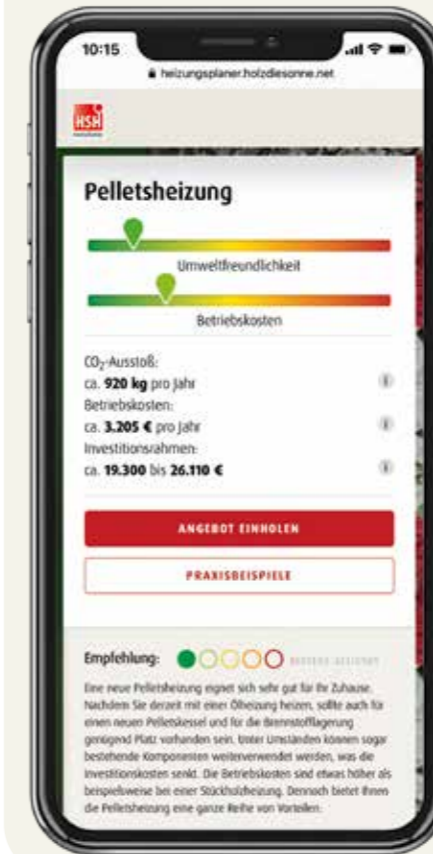 10:15
heizungsplaner.holzdiesonne.net
HSH
Pelletsheizung
Umweltfreundlichkeit
Betriebskosten
CO₂-Ausstoß:
ca. 920 kg pro Jahr
Betriebskosten:
ca. 3.205 € pro Jahr
Investitionsrahmen:
ca. 19.300 bis 26.110 €
ANGEBOT EINHOLEN
PRAXISBEISPIELE
Empfehlung: BESTENS GEEIGNET
Eine neue Pelletsheizung eignet sich sehr gut für Ihr Zuhause.
Nachdem Sie derzeit mit einer Ölheizung heizen, sollte auch für
einen neuen Pelletskessel und für die Brennstofflagerung
genügend Platz vorhanden sein. Unter Umständen können sogar
bestehende Komponenten weiterverwendet werden, was die
Investitionskosten senkt. Die Betriebskosten sind etwas höher als
beispielsweise bei einer Stückholzheizung. Dennoch bietet Ihnen
die Pelletsheizung eine ganze Reihe von Vorteilen: